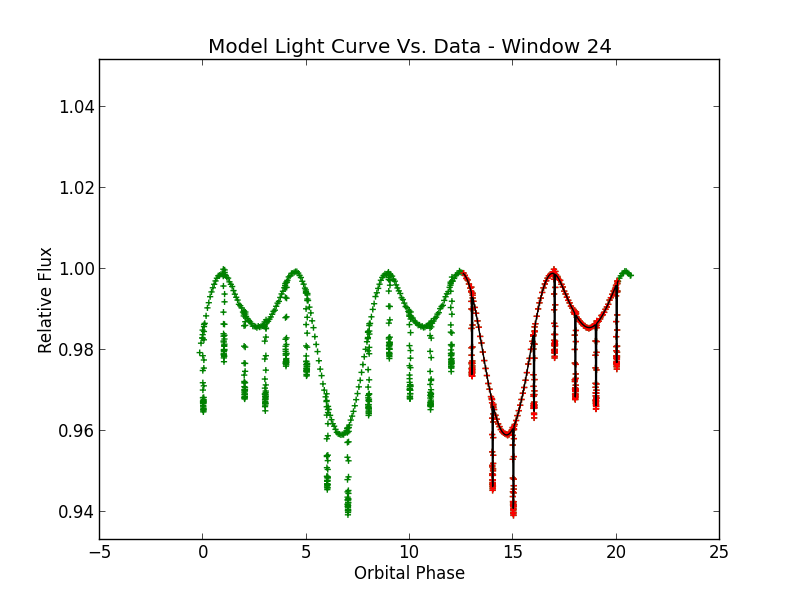 Model Light Curve Vs. Data - Window 24
Relative Flux
1.04
1.02
1.00
0.98
0.96
0.94
−5 0 5 10 15 20 25
Orbital Phase